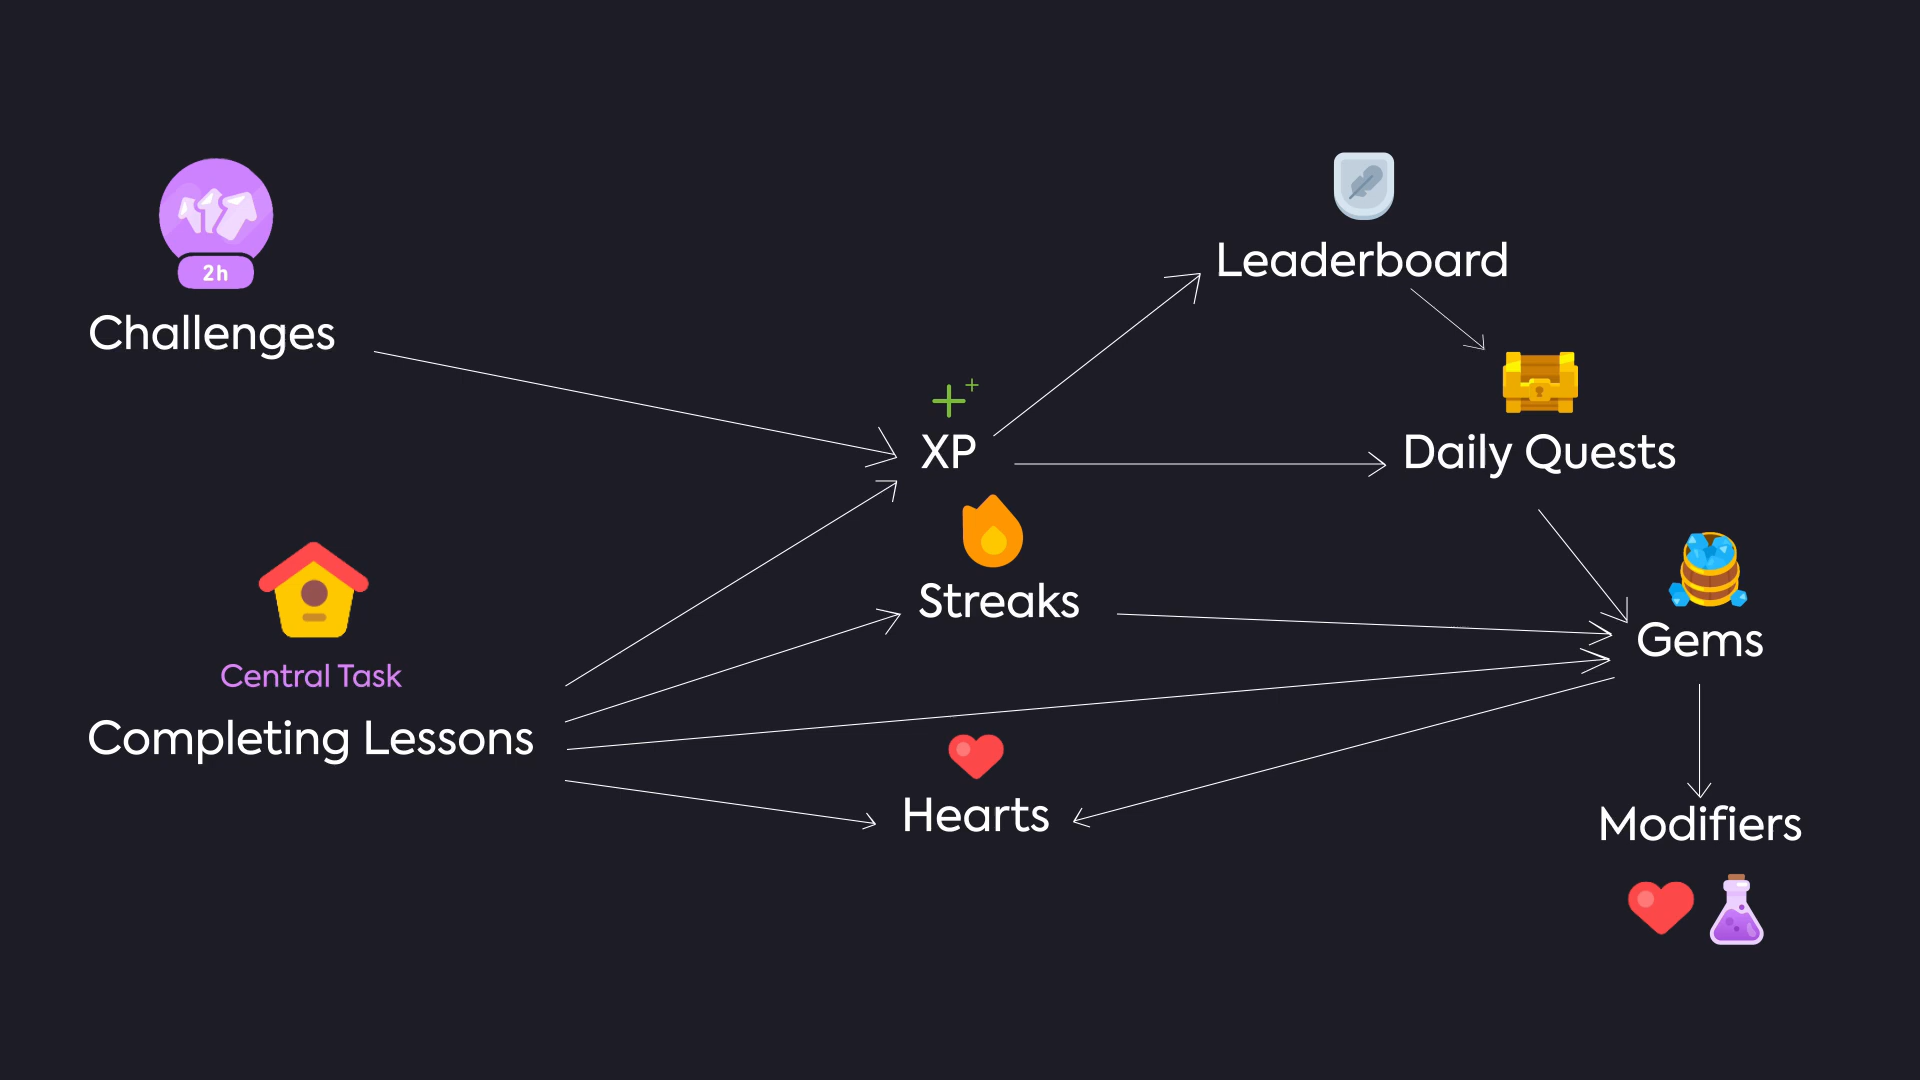 2h
Challenges
Leaderboard
XP
Daily Quests
Streaks
Gems
Central Task
Completing Lessons
Hearts
Modifiers